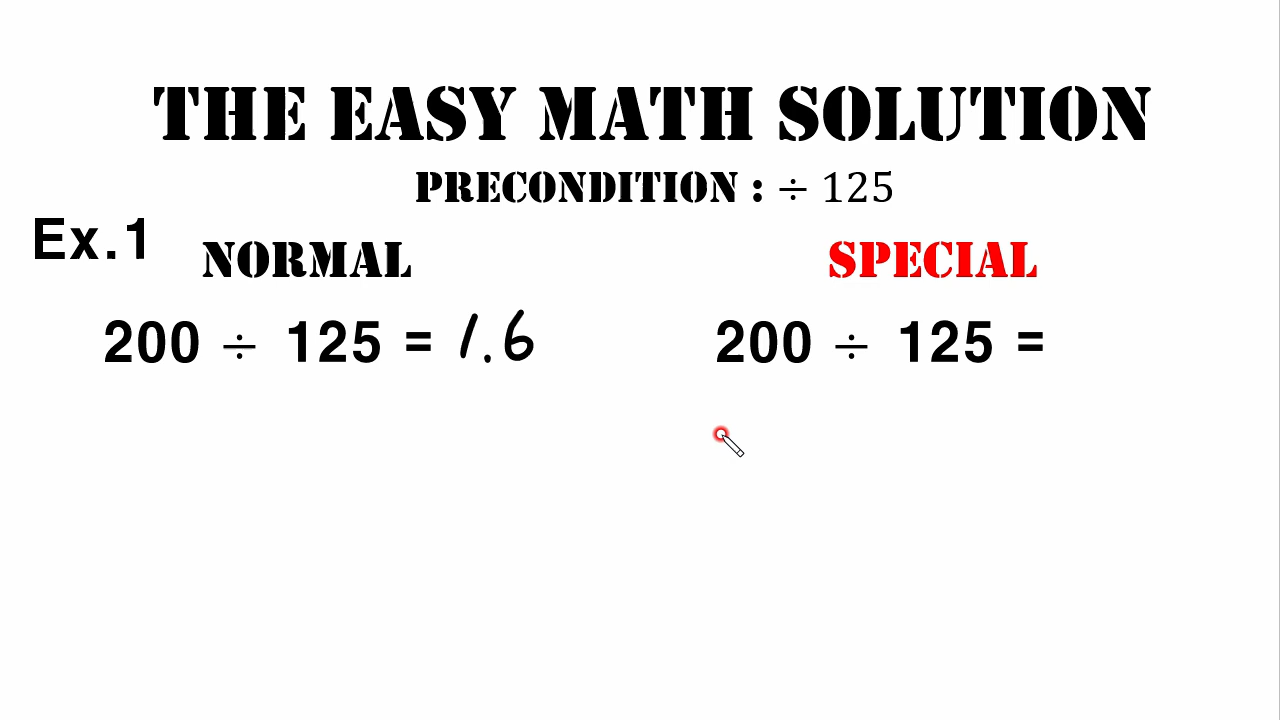 THE EASY MATH SOLUTION
PRECONDITION : ÷ 125
Ex.1
NORMAL
SPECIAL
200 ÷ 125 = 1.6
200 ÷ 125 =